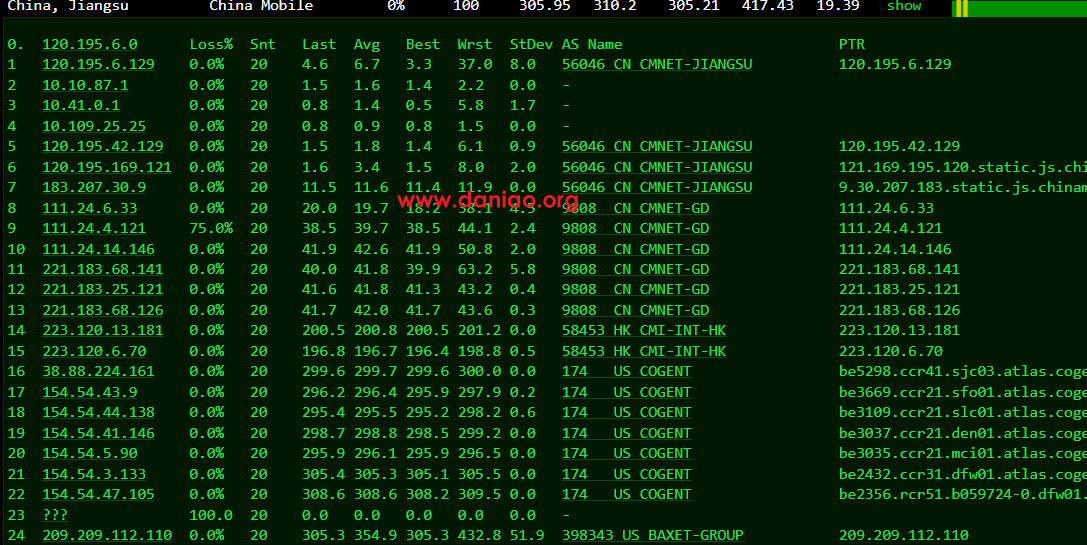 China, Jiangsu China Mobile 0% 100 305.95 310.2 305.21 417.43 19.39 show
0. 120.195.6.0 Loss% Snt Last Avg Best Wrst StDev AS Name PTR
1 120.195.6.129 0.0% 20 4.6 6.7 3.3 37.0 8.0 56046 CN CMNET-JIANGSU 120.195.6.129
2 10.10.87.1 0.0% 20 1.5 1.6 1.4 2.2 0.0 -
3 10.41.0.1 0.0% 20 0.8 1.4 0.5 5.8 1.7 -
4 10.109.25.25 0.0% 20 0.8 0.9 0.8 1.5 0.0 -
5 120.195.42.129 0.0% 20 1.5 1.8 1.4 6.1 0.9 56046 CN CMNET-JIANGSU 120.195.42.129
6 120.195.169.121 0.0% 20 1.6 3.4 1.5 8.0 2.0 56046 CN CMNET-JIANGSU 121.169.195.120.static.js.chi
7 183.207.30.9 0.0% 20 11.5 11.6 11.4 11.9 0.0 56046 CN CMNET-JIANGSU 9.30.207.183.static.js.chinam
www.daniao.org
8 111.24.6.33 0.0% 20 20.0 19.7 18.2 38.1 4.3 9808 CN CMNET-GD 111.24.6.33
9 111.24.4.121 75.0% 20 38.5 39.7 38.5 44.1 2.4 9808 CN CMNET-GD 111.24.4.121
10 111.24.14.146 0.0% 20 41.9 42.6 41.9 50.8 2.0 9808 CN CMNET-GD 111.24.14.146
11 221.183.68.141 0.0% 20 40.0 41.8 39.9 63.2 5.8 9808 CN CMNET-GD 221.183.68.141
12 221.183.25.121 0.0% 20 41.6 41.8 41.3 43.2 0.4 9808 CN CMNET-GD 221.183.25.121
13 221.183.68.126 0.0% 20 41.7 42.0 41.7 43.6 0.3 9808 CN CMNET-GD 221.183.68.126
14 223.120.13.181 0.0% 20 200.5 200.8 200.5 201.2 0.0 58453 HK CMI-INT-HK 223.120.13.181
15 223.120.6.70 0.0% 20 196.8 196.7 196.4 198.8 0.5 58453 HK CMI-INT-HK 223.120.6.70
16 38.88.224.161 0.0% 20 299.6 299.7 299.6 300.0 0.0 174 US COGENT be5298.ccr41.sjc03.atlas.coge
17 154.54.43.9 0.0% 20 296.2 296.4 295.9 297.9 0.2 174 US COGENT be3669.ccr21.sfo01.atlas.coge
18 154.54.44.138 0.0% 20 295.4 295.5 295.2 298.2 0.6 174 US COGENT be3109.ccr21.slc01.atlas.coge
19 154.54.41.146 0.0% 20 298.7 298.8 298.5 299.2 0.0 174 US COGENT be3037.ccr21.den01.atlas.coge
20 154.54.5.90 0.0% 20 295.9 296.1 295.9 296.5 0.0 174 US COGENT be3035.ccr21.mci01.atlas.coge
21 154.54.3.133 0.0% 20 305.4 305.3 305.1 305.5 0.0 174 US COGENT be2432.ccr31.dfw01.atlas.coge
22 154.54.47.105 0.0% 20 308.6 308.6 308.2 309.5 0.0 174 US COGENT be2356.rcr51.b059724-0.dfw01.
23 ??? 100.0 20 0.0 0.0 0.0 0.0 0.0 -
24 209.209.112.110 0.0% 20 305.3 354.9 305.3 432.8 51.9 398343 US BAXET-GROUP 209.209.112.110